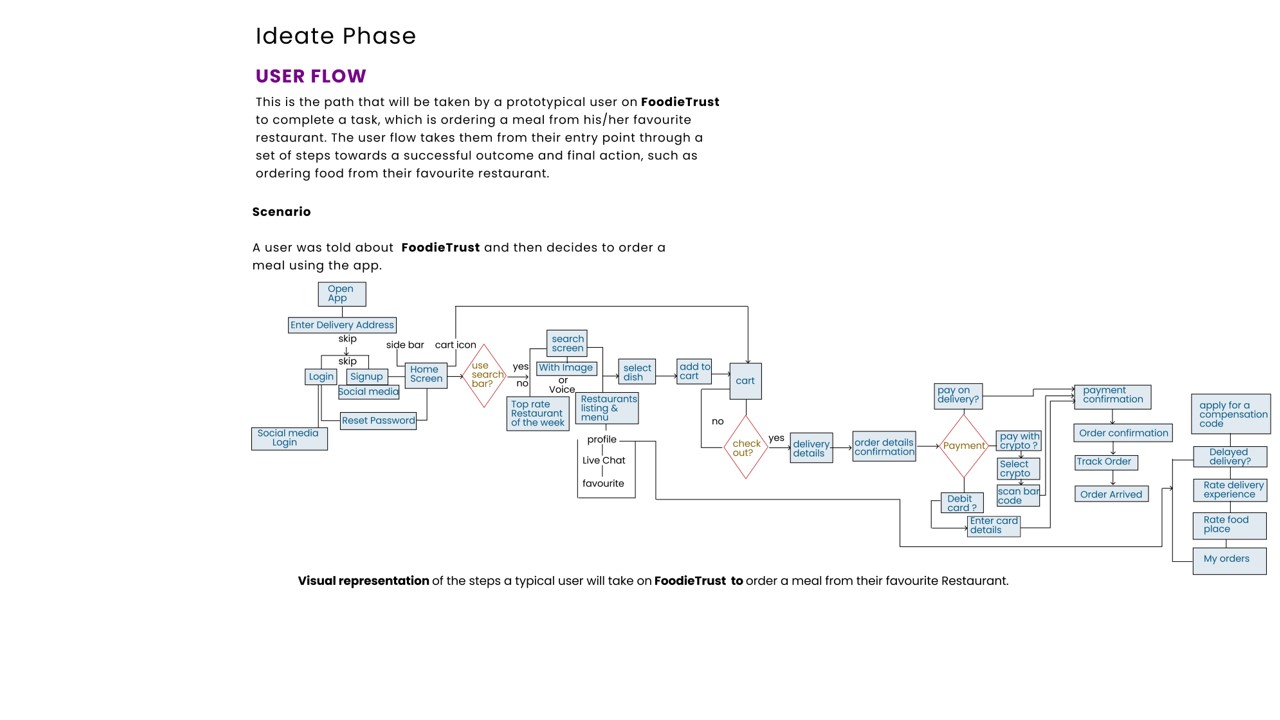 Ideate Phase
USER FLOW
This is the path that will be taken by a prototypical user on FoodieTrust
to complete a task, which is ordering a meal from his/her favourite
restaurant. The user flow takes them from their entry point through a
set of steps towards a successful outcome and final action, such as
ordering food from their favourite restaurant.
Scenario
A user was told about FoodieTrust and then decides to order a
meal using the app.
Open
App
Enter Delivery Address
skip
skip
Login
Signup
Social media
Reset Password
Social media
Login
side bar
cart icon
Home
Screen
use
search
bar?
yes
no
search
screen
With Image
or
Voice
Top rate
Restaurant
of the week
Restaurants
listing &
menu
profile
Live Chat
favourite
select
dish
add to
cart
cart
no
check
out?
yes
delivery
details
order details
confirmation
Payment
pay on
delivery?
pay with
crypto ?
Select
crypto
scan bar
code
Debit
card ?
Enter card
details
payment
confirmation
Order confirmation
Track Order
Order Arrived
apply for a
compensation
code
Delayed
delivery?
Rate delivery
experience
Rate food
place
My orders
Visual representation of the steps a typical user will take on FoodieTrust to order a meal from their favourite Restaurant.